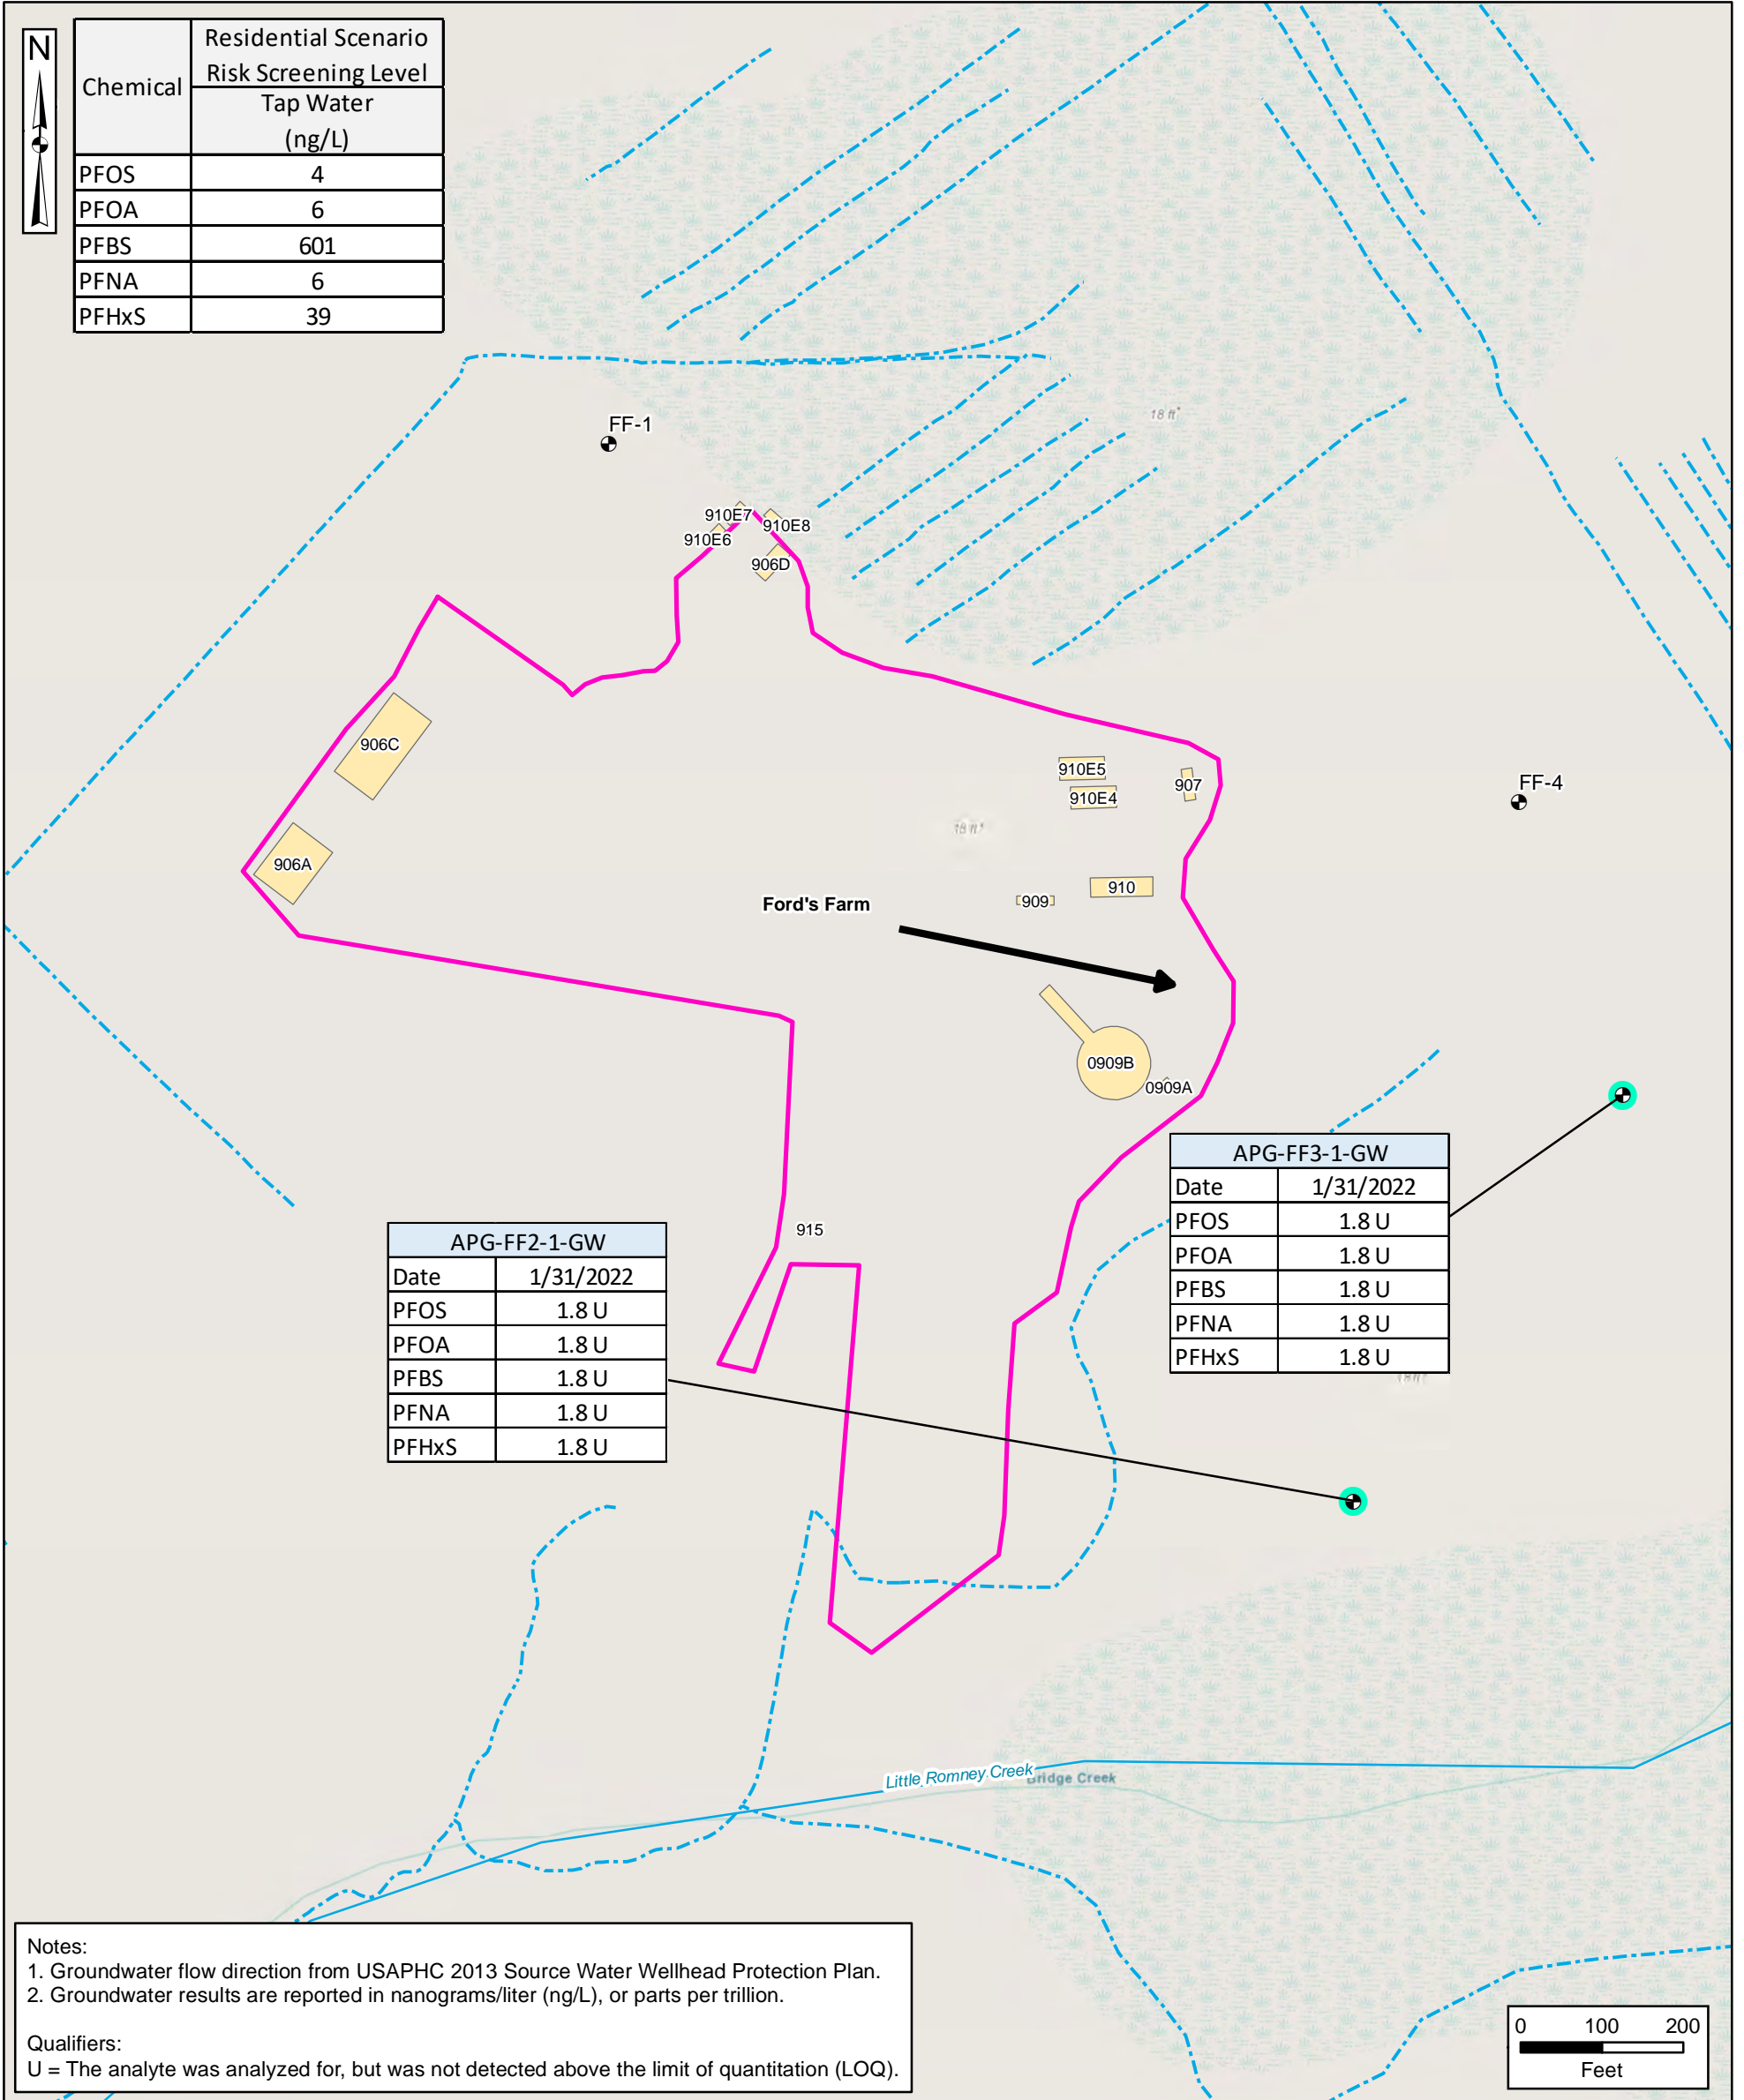 N
Chemical
Residential Scenario
Risk Screening Level
Tap Water
(ng/L)
PFOS 4
PFOA 6
PFBS 601
PFNA 6
PFHxS 39
18 ft
FF-1
910E7
910E8
910E6
906D
906C
910E5
907
910E4
FF-4
18 ft
906A
910
909
Ford's Farm
0909B
0909A
APG-FF3-1-GW
Date 1/31/2022
PFOS 1.8 U
PFOA 1.8 U
PFBS 1.8 U
PFNA 1.8 U
PFHxS 1.8 U
18 ft
915
APG-FF2-1-GW
Date 1/31/2022
PFOS 1.8 U
PFOA 1.8 U
PFBS 1.8 U
PFNA 1.8 U
PFHxS 1.8 U
Little Romney Creek
Bridge Creek
Notes:
1. Groundwater flow direction from USAPHC 2013 Source Water Wellhead Protection Plan.
2. Groundwater results are reported in nanograms/liter (ng/L), or parts per trillion.
Qualifiers:
U = The analyte was analyzed for, but was not detected above the limit of quantitation (LOQ).
0 100 200
Feet